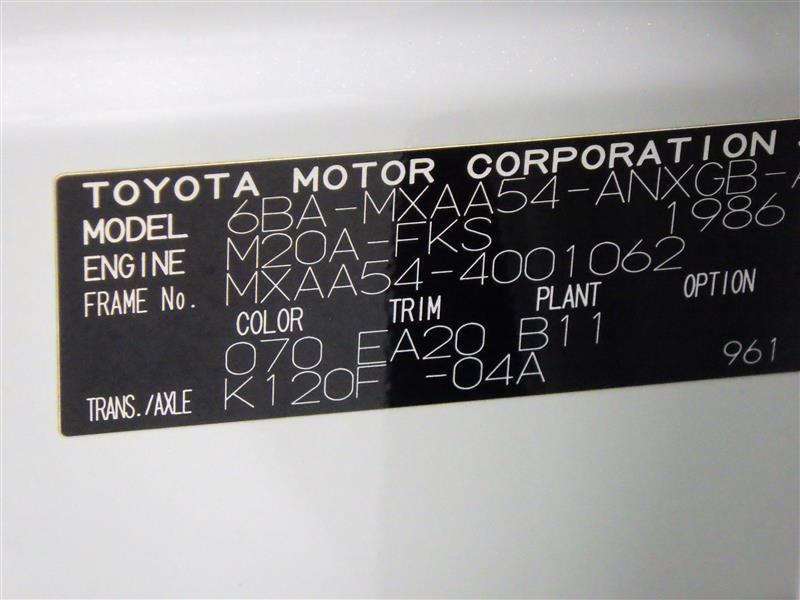 TOYOTA MOTOR CORPORATION
MODEL 6BA-MXAA54-ANXGB-
ENGINE M20A-FKS 1986
FRAME No. MXAA54-4001062
COLOR TRIM PLANT OPTION
070 EA20 B11
TRANS./AXLE K120F -04A 961